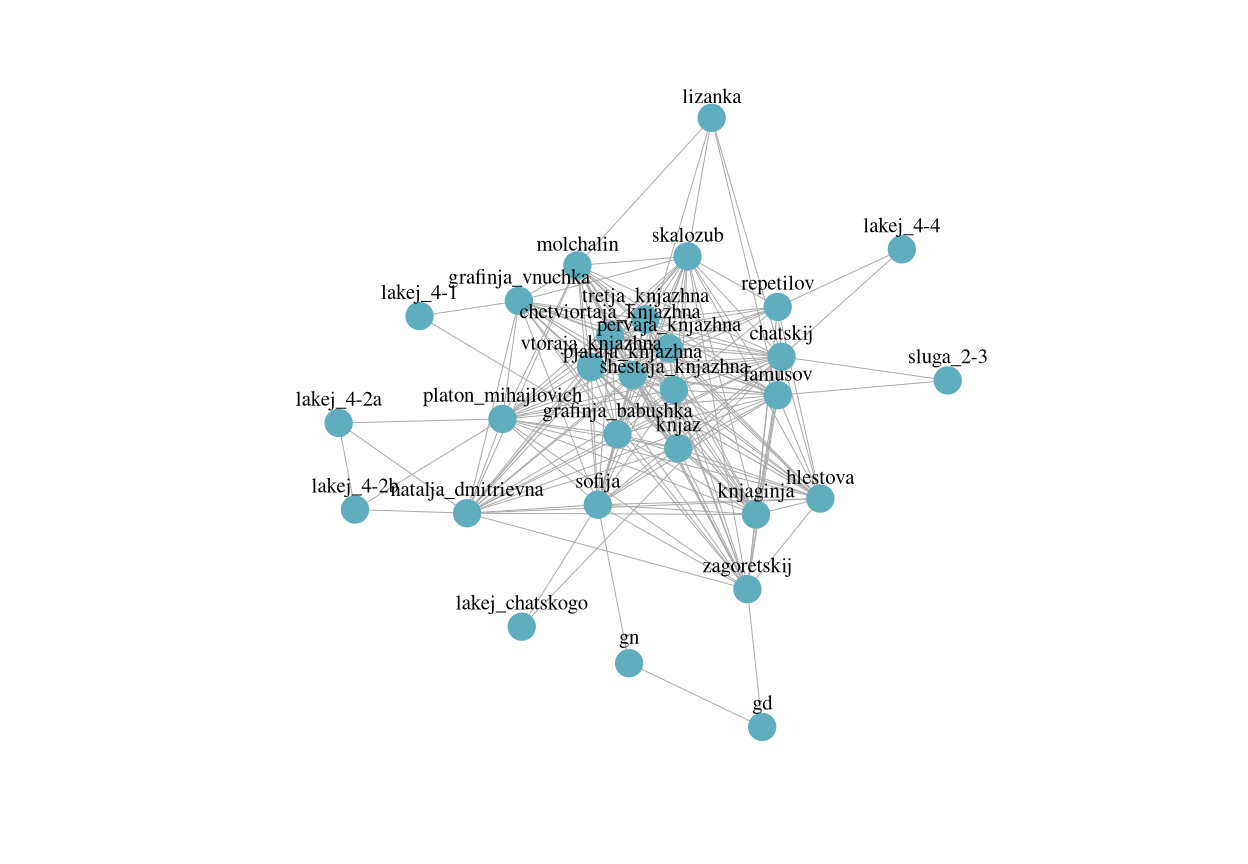 lizanka
lakej_4-4
skalozub
molchalin
grafinja_vnuchka
repetilov
lakej_4-1
tretja_knjazhna
chetviortaja_knjazhna
pervaja_knjazhna
chatskij
vtoraja_knjazhna
pjataja_knjazhna
sluga_2-3
shestaja_knjazhna
famusov
platon_mihajlovich
lakej_4-2a
grafinja_babushka
knjaz
hlestova
sofija
lakej_4-2b
natalja_dmitrievna
knjaginja
zagoretskij
lakej_chatskogo
gn
gd